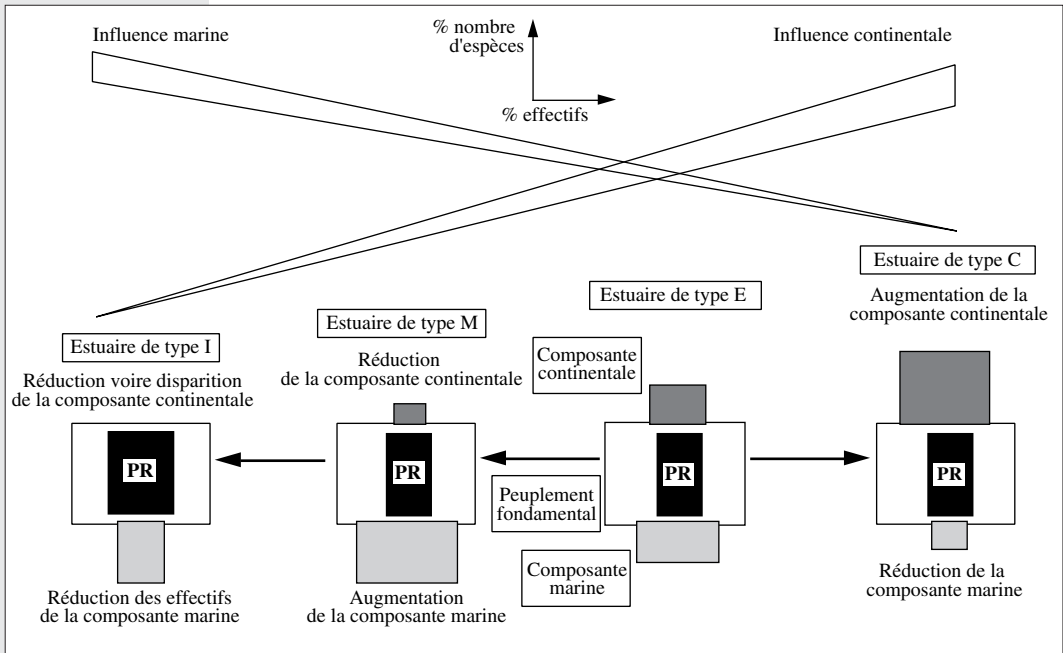 Influence marine
% nombre
d'espèces
% effectifs
Influence continentale
Estuaire de type C
Augmentation de la
composante continentale
Estuaire de type E
Estuaire de type M
Réduction
de la composante continentale
Composante
continentale
Estuaire de type I
Réduction voire disparition
de la composante continentale
PR
PR
PR
PR
Peuplement
fondamental
Composante
marine
Réduction des effectifs
de la composante marine
Augmentation
de la composante marine
Réduction de la
composante marine